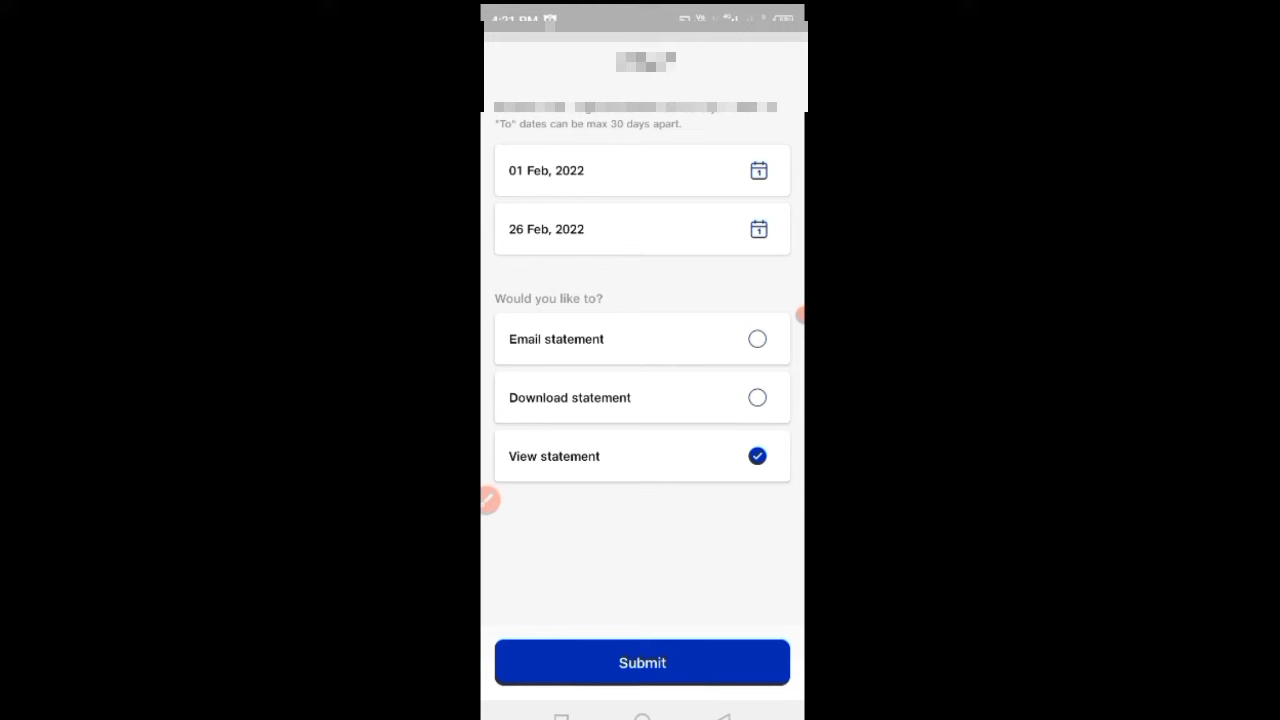 4:21 PM
"To" dates can be max 30 days apart.
01 Feb, 2022
26 Feb, 2022
Would you like to?
Email statement
Download statement
View statement
Submit